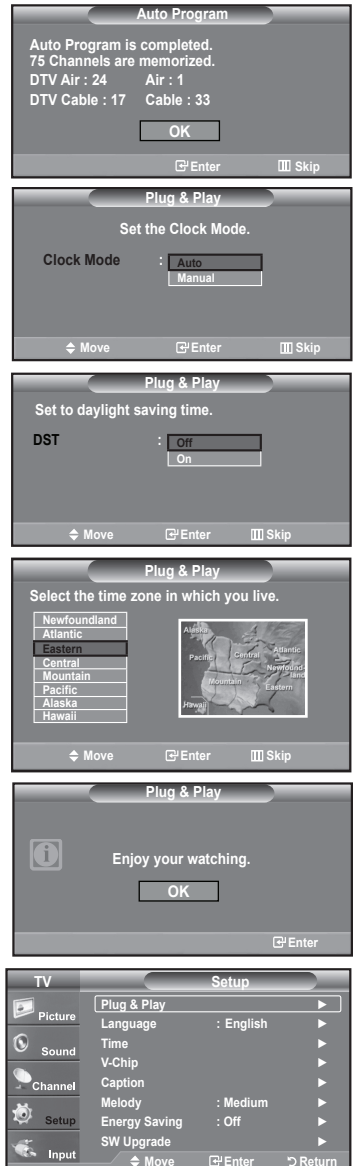 Auto Program
Auto Program is completed.
75 Channels are memorized.
DTV Air : 24 Air : 1
DTV Cable : 17 Cable : 33
OK
Enter Skip
Plug & Play
Set the Clock Mode.
Clock Mode : Auto
Manual
Move Enter Skip
Plug & Play
Set to daylight saving time.
DST : Off
On
Move Enter Skip
Plug & Play
Select the time zone in which you live.
Newfoundland
Atlantic
Eastern
Central
Mountain
Pacific
Alaska
Hawaii
Alaska
Pacific Central Atlantic
Newfound-
land
Mountain
Eastern
Hawaii
Move Enter Skip
Plug & Play
Enjoy your watching.
OK
Enter
TV Setup
Picture
Sound
Channel
Setup
Input
Plug & Play
Language : English
Time
V-Chip
Caption
Melody : Medium
Energy Saving : Off
SW Upgrade
Move Enter Return